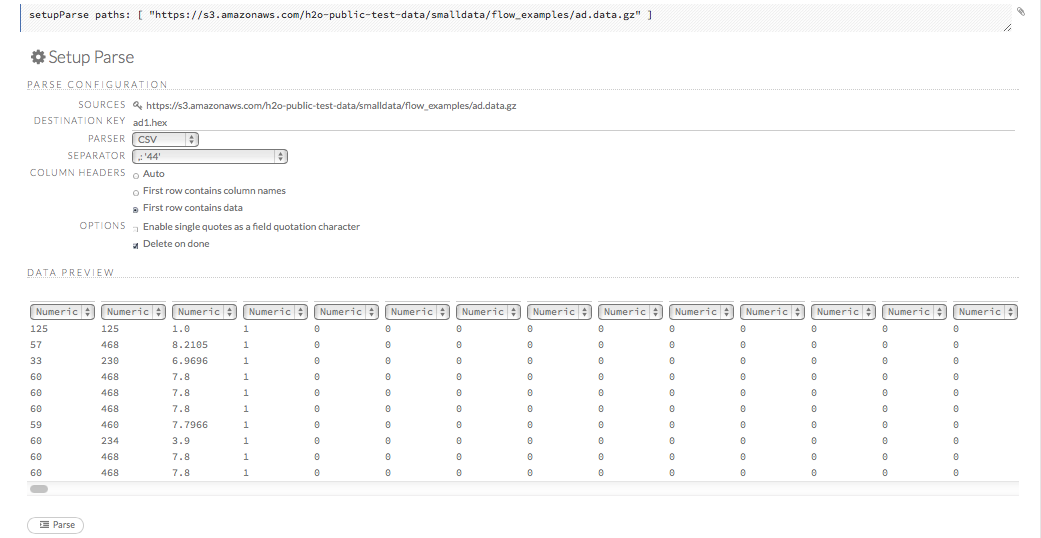 setupParse paths: [ "https://s3.amazonaws.com/h2o-public-test-data/smalldata/flow_examples/ad.data.gz" ]
Setup Parse
PARSE CONFIGURATION
SOURCES https://s3.amazonaws.com/h2o-public-test-data/smalldata/flow_examples/ad.data.gz
DESTINATION KEY ad1.hex
PARSER CSV
SEPARATOR ,: '44'
COLUMN HEADERS Auto
First row contains column names
First row contains data
OPTIONS Enable single quotes as a field quotation character
Delete on done
DATA PREVIEW
Numeric Numeric Numeric Numeric Numeric Numeric Numeric Numeric Numeric Numeric Numeric Numeric Numeric Numeric
125 125 1.0 1 0 0 0 0 0 0 0 0 0 0
57 468 8.2105 1 0 0 0 0 0 0 0 0 0 0
33 230 6.9696 1 0 0 0 0 0 0 0 0 0 0
60 468 7.8 1 0 0 0 0 0 0 0 0 0 0
60 468 7.8 1 0 0 0 0 0 0 0 0 0 0
60 468 7.8 1 0 0 0 0 0 0 0 0 0 0
59 460 7.7966 1 0 0 0 0 0 0 0 0 0 0
60 234 3.9 1 0 0 0 0 0 0 0 0 0 0
60 468 7.8 1 0 0 0 0 0 0 0 0 0 0
60 468 7.8 1 0 0 0 0 0 0 0 0 0 0
Parse